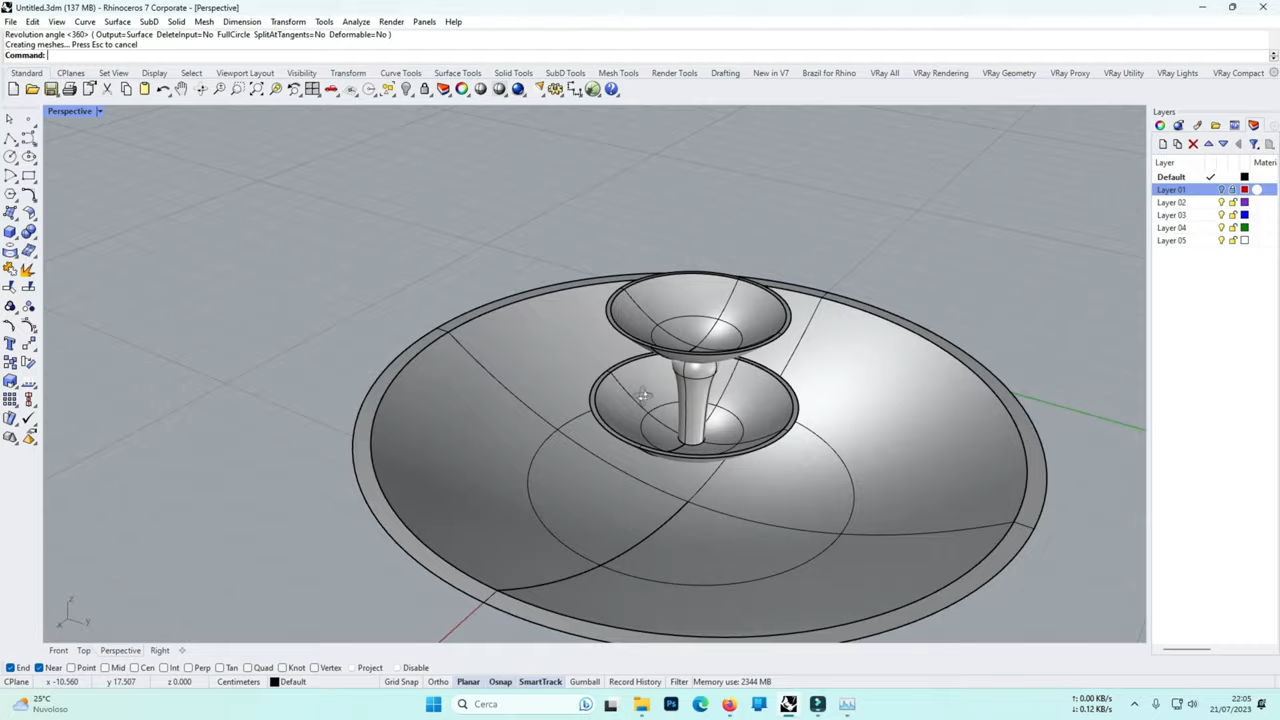 Untitled.3dm (137 MB) - Rhinoceros 7 Corporate - [Perspective]
File Edit View Curve Surface SubD Solid Mesh Dimension Transform Tools Analyze Render Panels Help
Revolution angle <360> ( Output=Surface DeleteInput=No FullCircle SplitAtTangents=No Deformable=No )
Creating meshes... Press Esc to cancel
Command:
Standard CPlanes Set View Display Select Viewport Layout Visibility Transform Curve Tools Surface Tools Solid Tools SubD Tools Mesh Tools Render Tools Drafting New in V7 Brazil for Rhino VRay All VRay Rendering VRay Geometry VRay Proxy VRay Utility VRay Lights VRay Compact
Perspective
Layers
Layer Materi
Default
Layer 01
Layer 02
Layer 03
Layer 04
Layer 05
z
x y
Front Top Perspective Right
End Near Point Mid Cen Int Perp Tan Quad Knot Vertex Project Disable
CPlane x -10.560 y 17.507 z 0.000 Centimeters Default Grid Snap Ortho Planar Osnap SmartTrack Gumball Record History Filter Memory use: 2344 MB
25°C
Nuvoloso
Cerca
Ps
↑: 0.00 KB/s
↓: 0.12 KB/s
22:05
21/07/2023